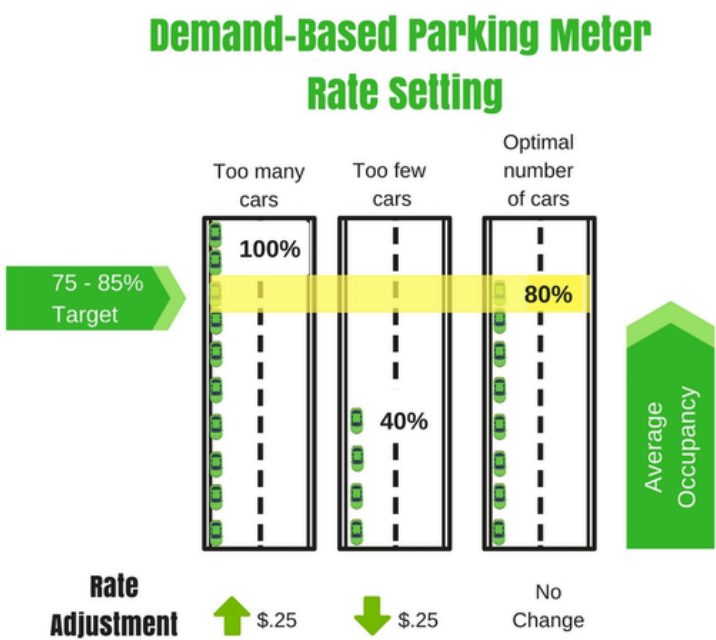 Demand-Based Parking Meter
Rate Setting
Too many
cars
Too few
cars
Optimal
number
of cars
100%
75 - 85%
Target
80%
40%
Average
Occupancy
Rate
Adjustment
$.25
$.25
No
Change